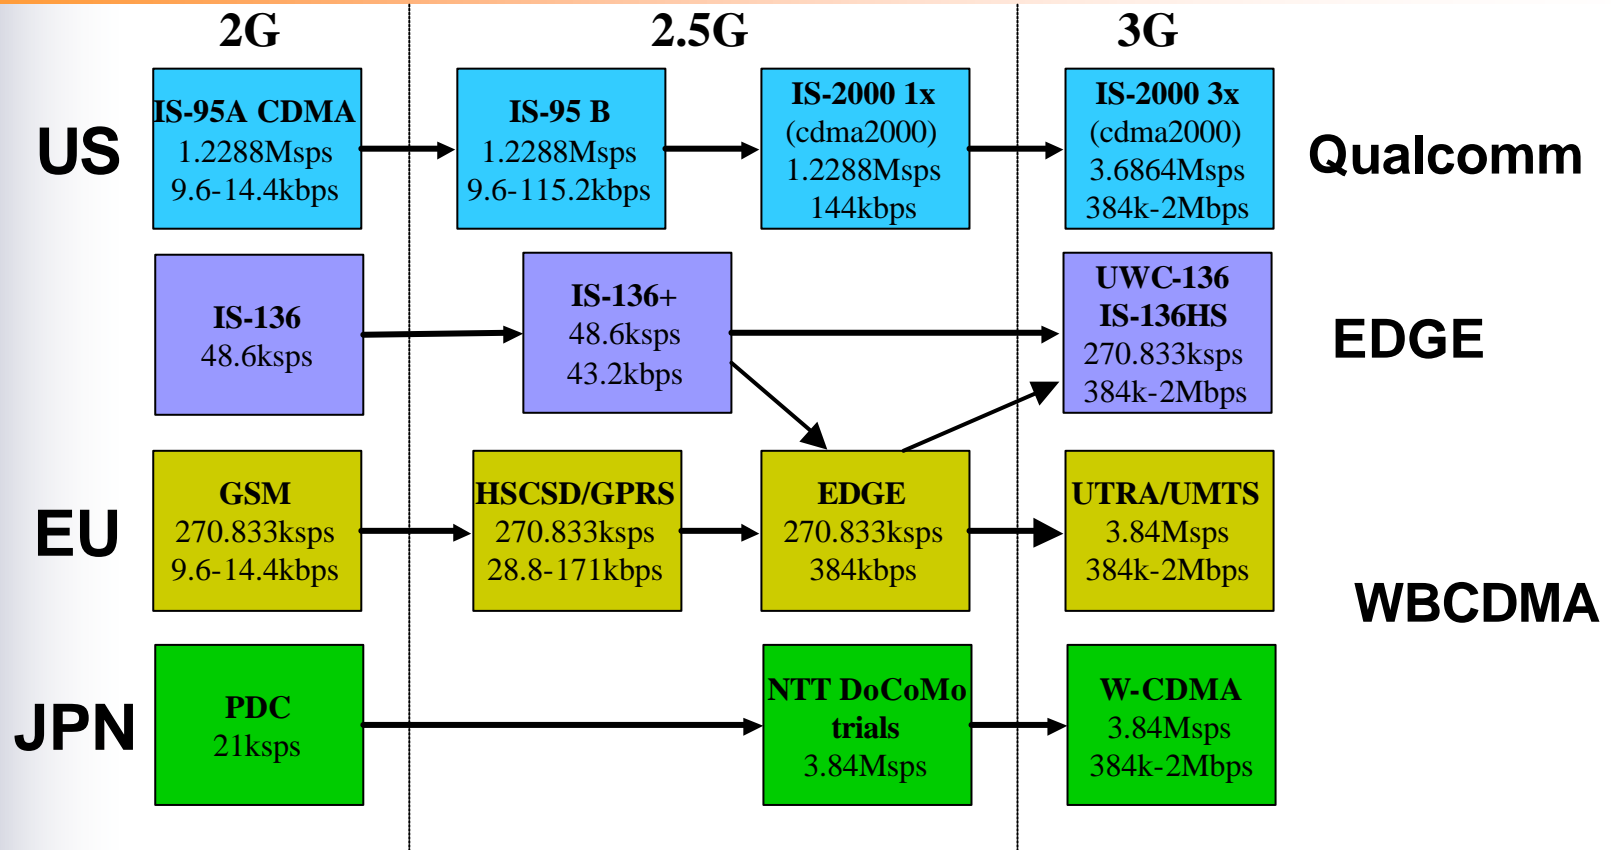 2G
2.5G
3G
US
IS-95A CDMA
1.2288Msps
9.6-14.4kbps
IS-95 B
1.2288Msps
9.6-115.2kbps
IS-2000 1x
(cdma2000)
1.2288Msps
144kbps
IS-2000 3x
(cdma2000)
3.6864Msps
384k-2Mbps
Qualcomm
IS-136
48.6ksps
IS-136+
48.6ksps
43.2kbps
UWC-136
IS-136HS
270.833ksps
384k-2Mbps
EDGE
EU
GSM
270.833ksps
9.6-14.4kbps
HSCSD/GPRS
270.833ksps
28.8-171kbps
EDGE
270.833ksps
384kbps
UTRA/UMTS
3.84Msps
384k-2Mbps
WBCDMA
JPN
PDC
21ksps
NTT DoCoMo
trials
3.84Msps
W-CDMA
3.84Msps
384k-2Mbps